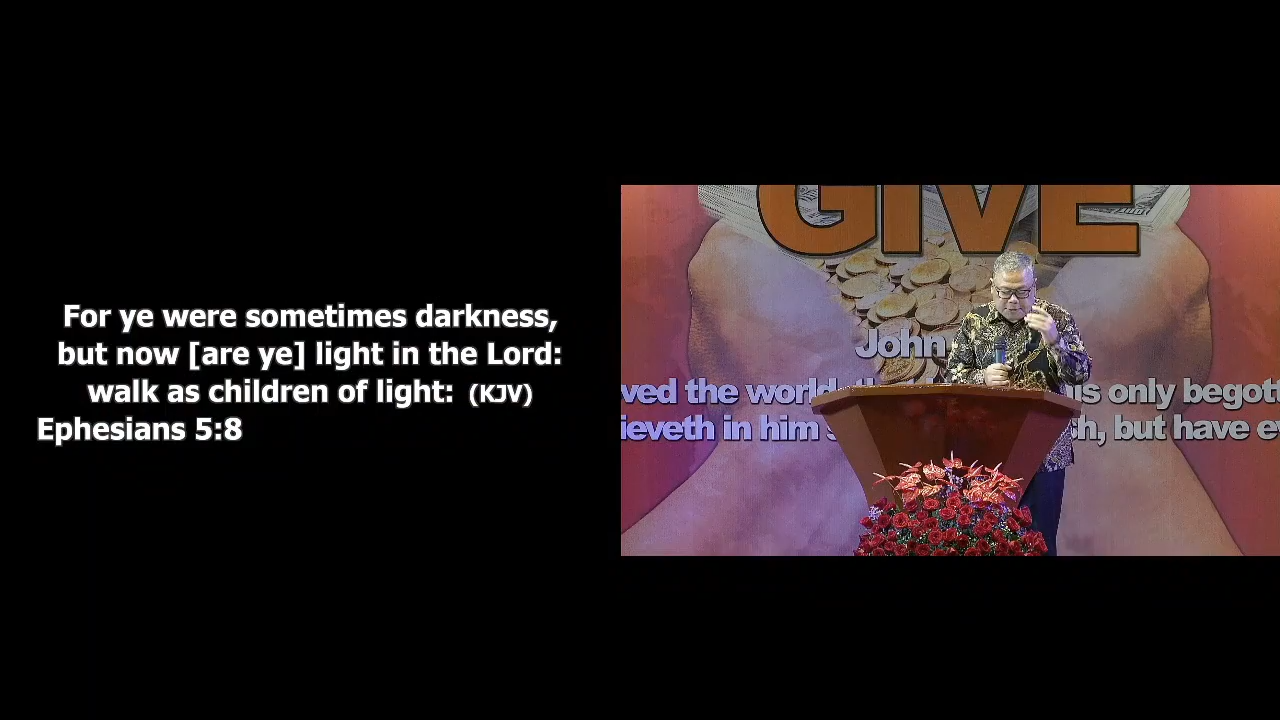 For ye were sometimes darkness,
but now [are ye] light in the Lord:
walk as children of light: (KJV)
Ephesians 5:8
GIVE
John
ved the world
is only begott
ieveth in him
h, but have ev